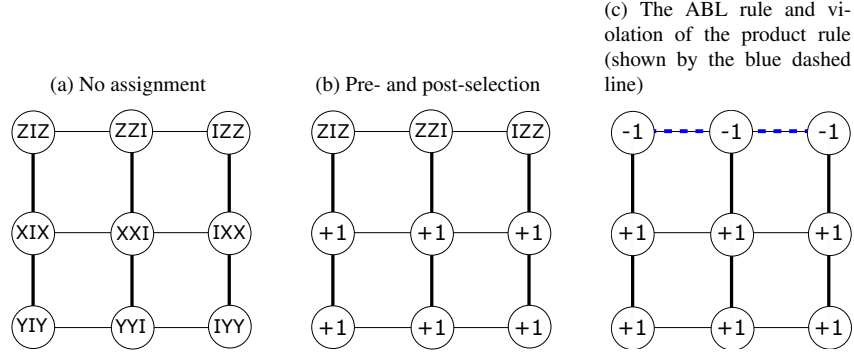 (c) The ABL rule and vi-
olation of the product rule
(shown by the blue dashed
line)
(a) No assignment
(b) Pre- and post-selection
ZIZ ZZI IZZ
XIX XXI IXX
YIY YYI IYY
ZIZ ZZI IZZ
+1 +1 +1
+1 +1 +1
-1 -1 -1
+1 +1 +1
+1 +1 +1